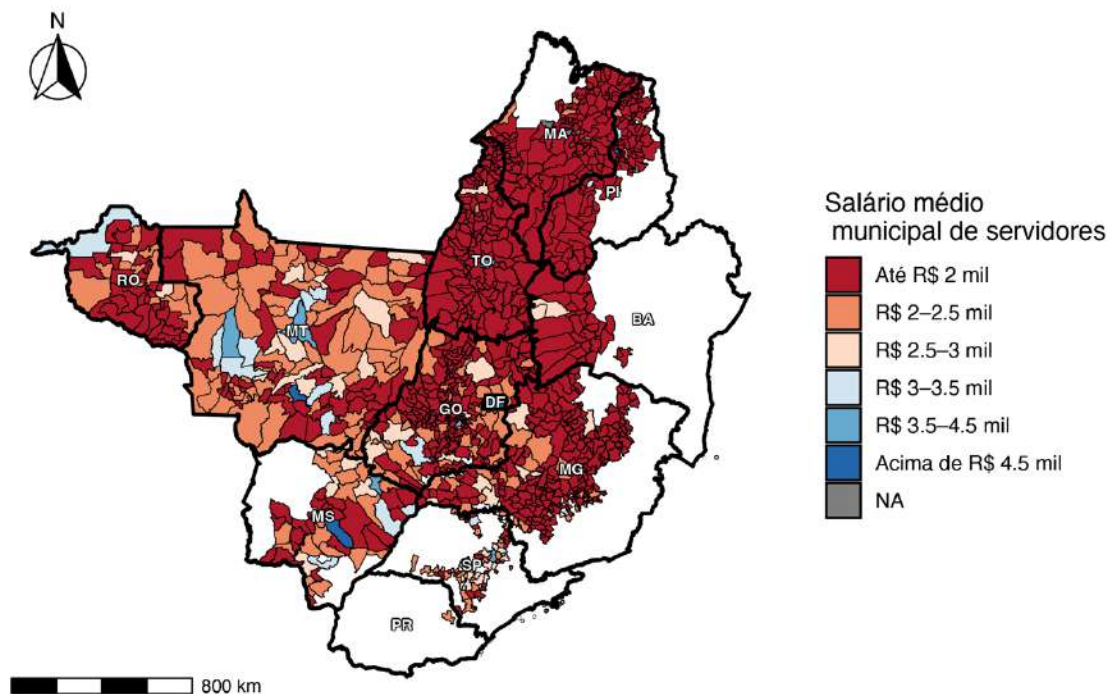 N
MA
PI
TO
RO
MT
BA
GO
DF
MG
MS
SP
PR
800 km
Salário médio
municipal de servidores
Até R$ 2 mil
R$ 2–2.5 mil
R$ 2.5–3 mil
R$ 3–3.5 mil
R$ 3.5–4.5 mil
Acima de R$ 4.5 mil
NA